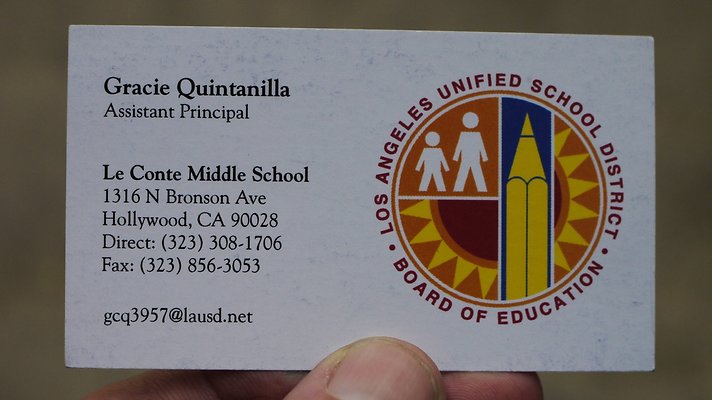 Gracie Quintanilla
Assistant Principal
Le Conte Middle School
1316 N Bronson Ave
Hollywood, CA 90028
Direct: (323) 308-1706
Fax: (323) 856-3053
gcq3957@lausd.net
LOS ANGELES UNIFIED SCHOOL DISTRICT
• BOARD OF EDUCATION •